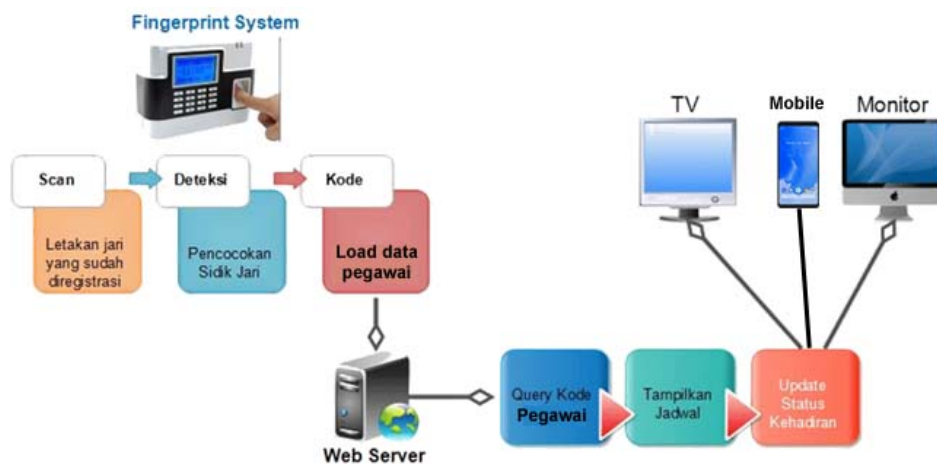 Fingerprint System
TV
Mobile
Monitor
Scan
Deteksi
Kode
Letakan jari
yang sudah
diregistrasi
Pencocokan
Sidik Jari
Load data
pegawai
Web Server
Query Kode
Pegawai
Tampilkan
Jadwal
Update
Status
Kehadiran